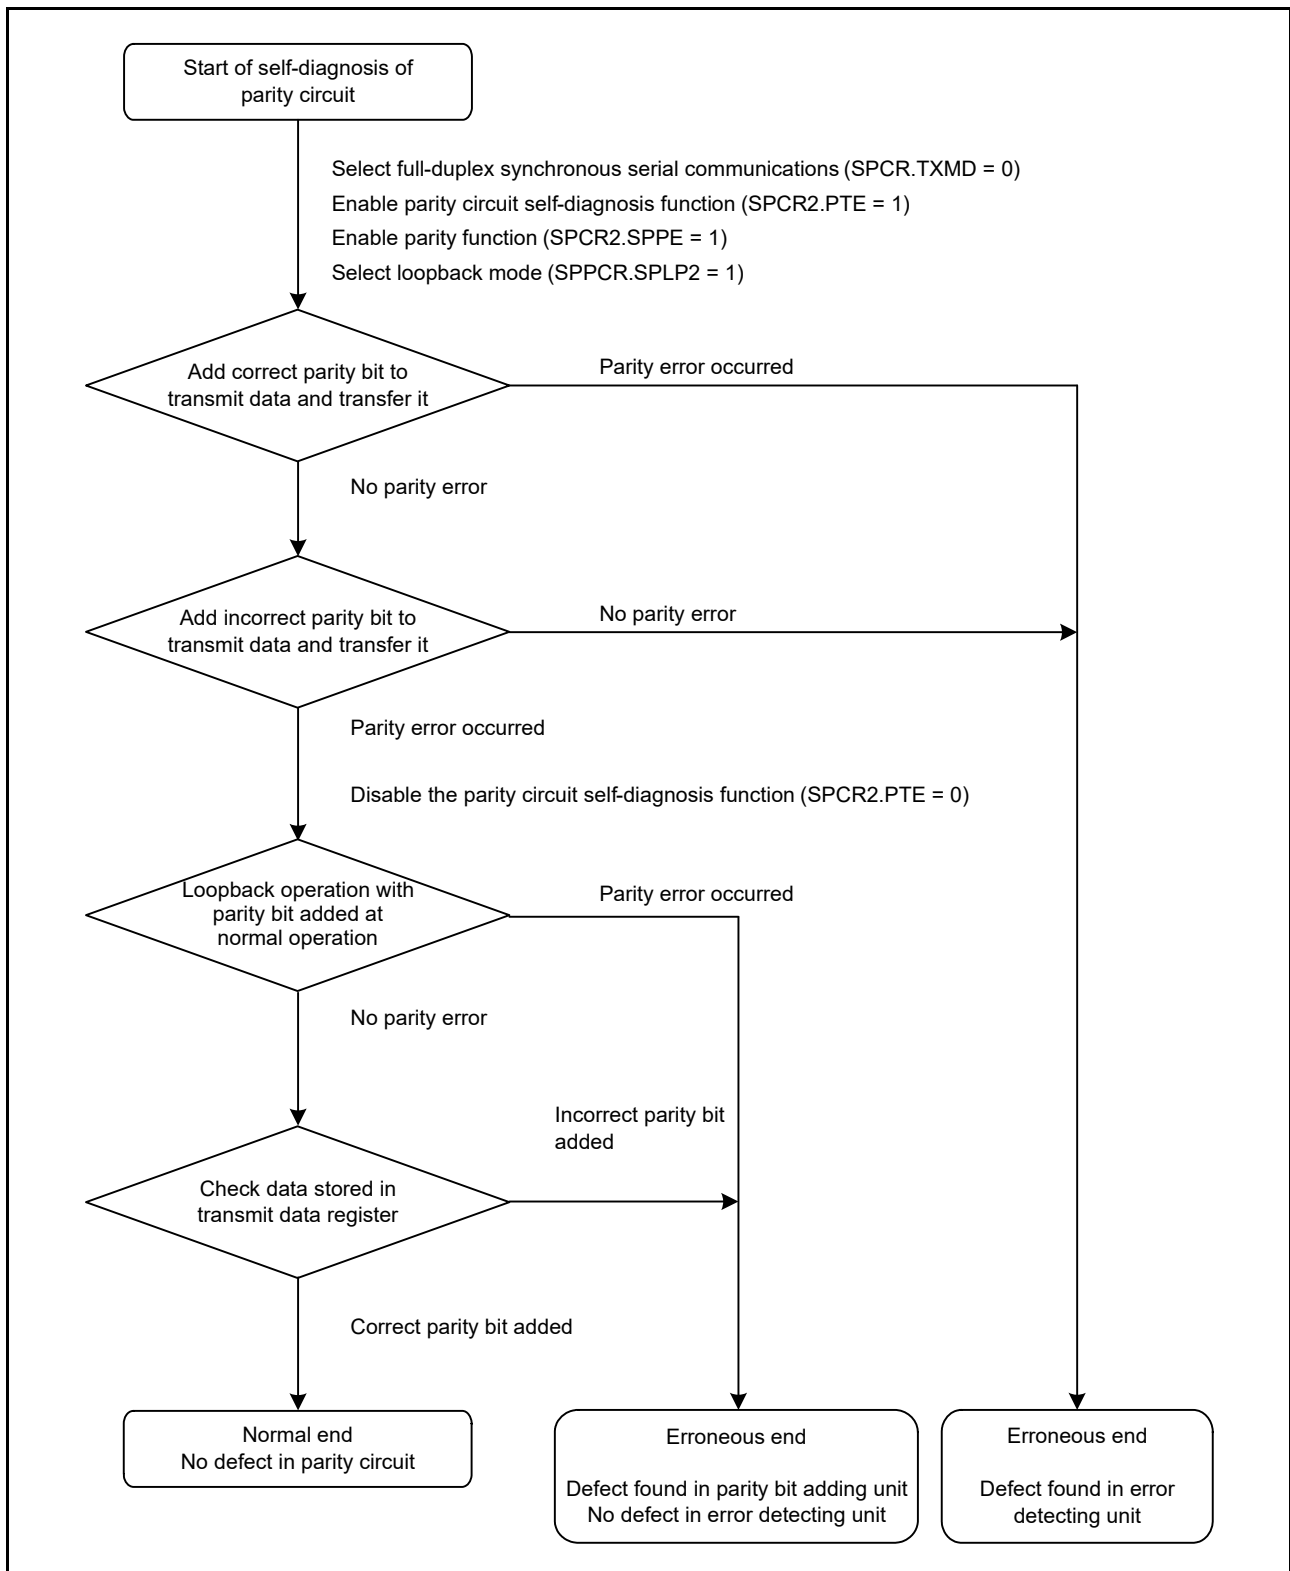 Start of self-diagnosis of
parity circuit
Select full-duplex synchronous serial communications (SPCR.TXMD = 0)
Enable parity circuit self-diagnosis function (SPCR2.PTE = 1)
Enable parity function (SPCR2.SPPE = 1)
Select loopback mode (SPPCR.SPLP2 = 1)
Add correct parity bit to
transmit data and transfer it
Parity error occurred
No parity error
Add incorrect parity bit to
transmit data and transfer it
No parity error
Parity error occurred
Disable the parity circuit self-diagnosis function (SPCR2.PTE = 0)
Loopback operation with
parity bit added at
normal operation
Parity error occurred
No parity error
Incorrect parity bit
added
Check data stored in
transmit data register
Correct parity bit added
Normal end
No defect in parity circuit
Erroneous end
Defect found in parity bit adding unit
No defect in error detecting unit
Erroneous end
Defect found in error
detecting unit